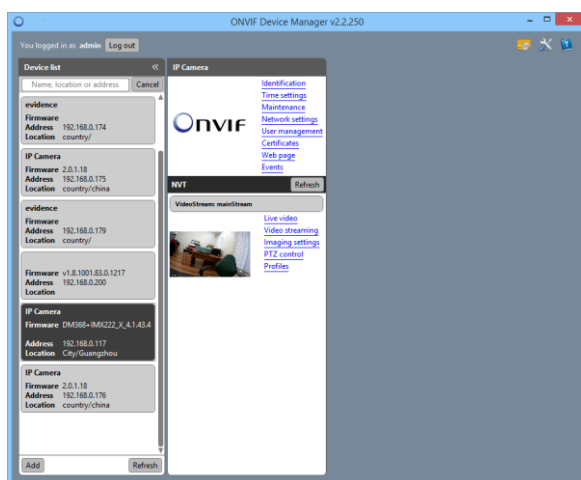 ONVIF Device Manager v2.2.250
You logged in as admin Log out
Device list
Name, location or address Cancel
evidence
Firmware
Address 192.168.0.174
Location country/
IP Camera
Firmware 2.0.1.18
Address 192.168.0.175
Location country/china
evidence
Firmware
Address 192.168.0.179
Location country/
Firmware v1.8.1001.83.0.1217
Address 192.168.0.200
Location
IP Camera
Firmware DM368+IMX222_X_4.1.43.4
Address 192.168.0.117
Location City/Guangzhou
IP Camera
Firmware 2.0.1.18
Address 192.168.0.176
Location country/china
Add Refresh
IP Camera
ONVIF
Identification
Time settings
Maintenance
Network settings
User management
Certificates
Web page
Events
NVT Refresh
VideoStream: mainStream
Live video
Video streaming
Imaging settings
PTZ control
Profiles